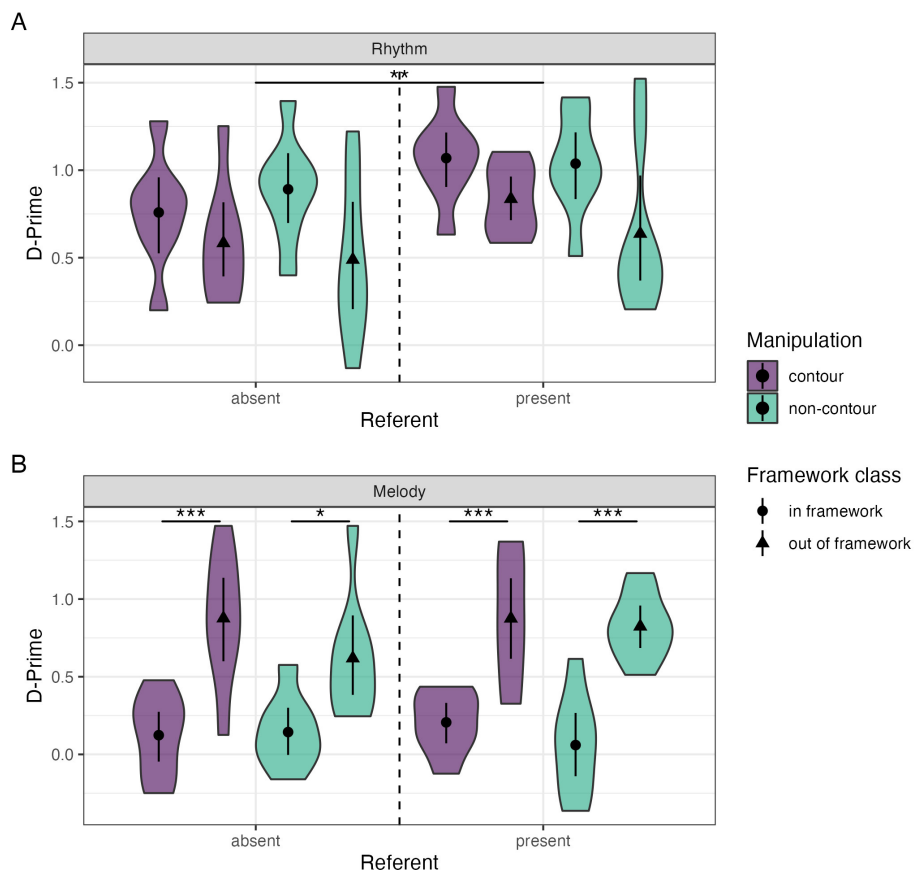 A
Rhythm
**
1.5
1.0
0.5
0.0
D-Prime
absent
present
Referent
Manipulation
contour
non-contour
Framework class
in framework
out of framework
B
Melody
***
*
***
***
1.5
1.0
0.5
0.0
D-Prime
absent
present
Referent